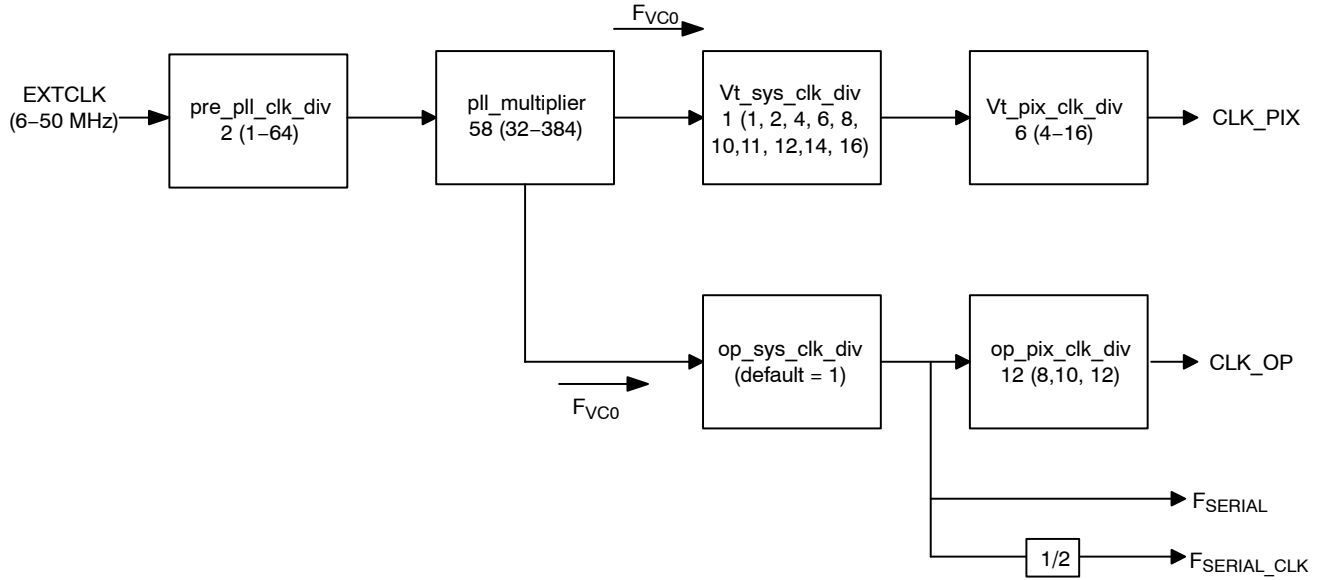 FVC0
EXTCLK
(6–50 MHz)
pre_pll_clk_div
2 (1–64)
pll_multiplier
58 (32–384)
Vt_sys_clk_div
1 (1, 2, 4, 6, 8,
10,11, 12,14, 16)
Vt_pix_clk_div
6 (4–16)
CLK_PIX
op_sys_clk_div
(default = 1)
op_pix_clk_div
12 (8,10, 12)
CLK_OP
FVC0
FSERIAL
1/2
FSERIAL_CLK